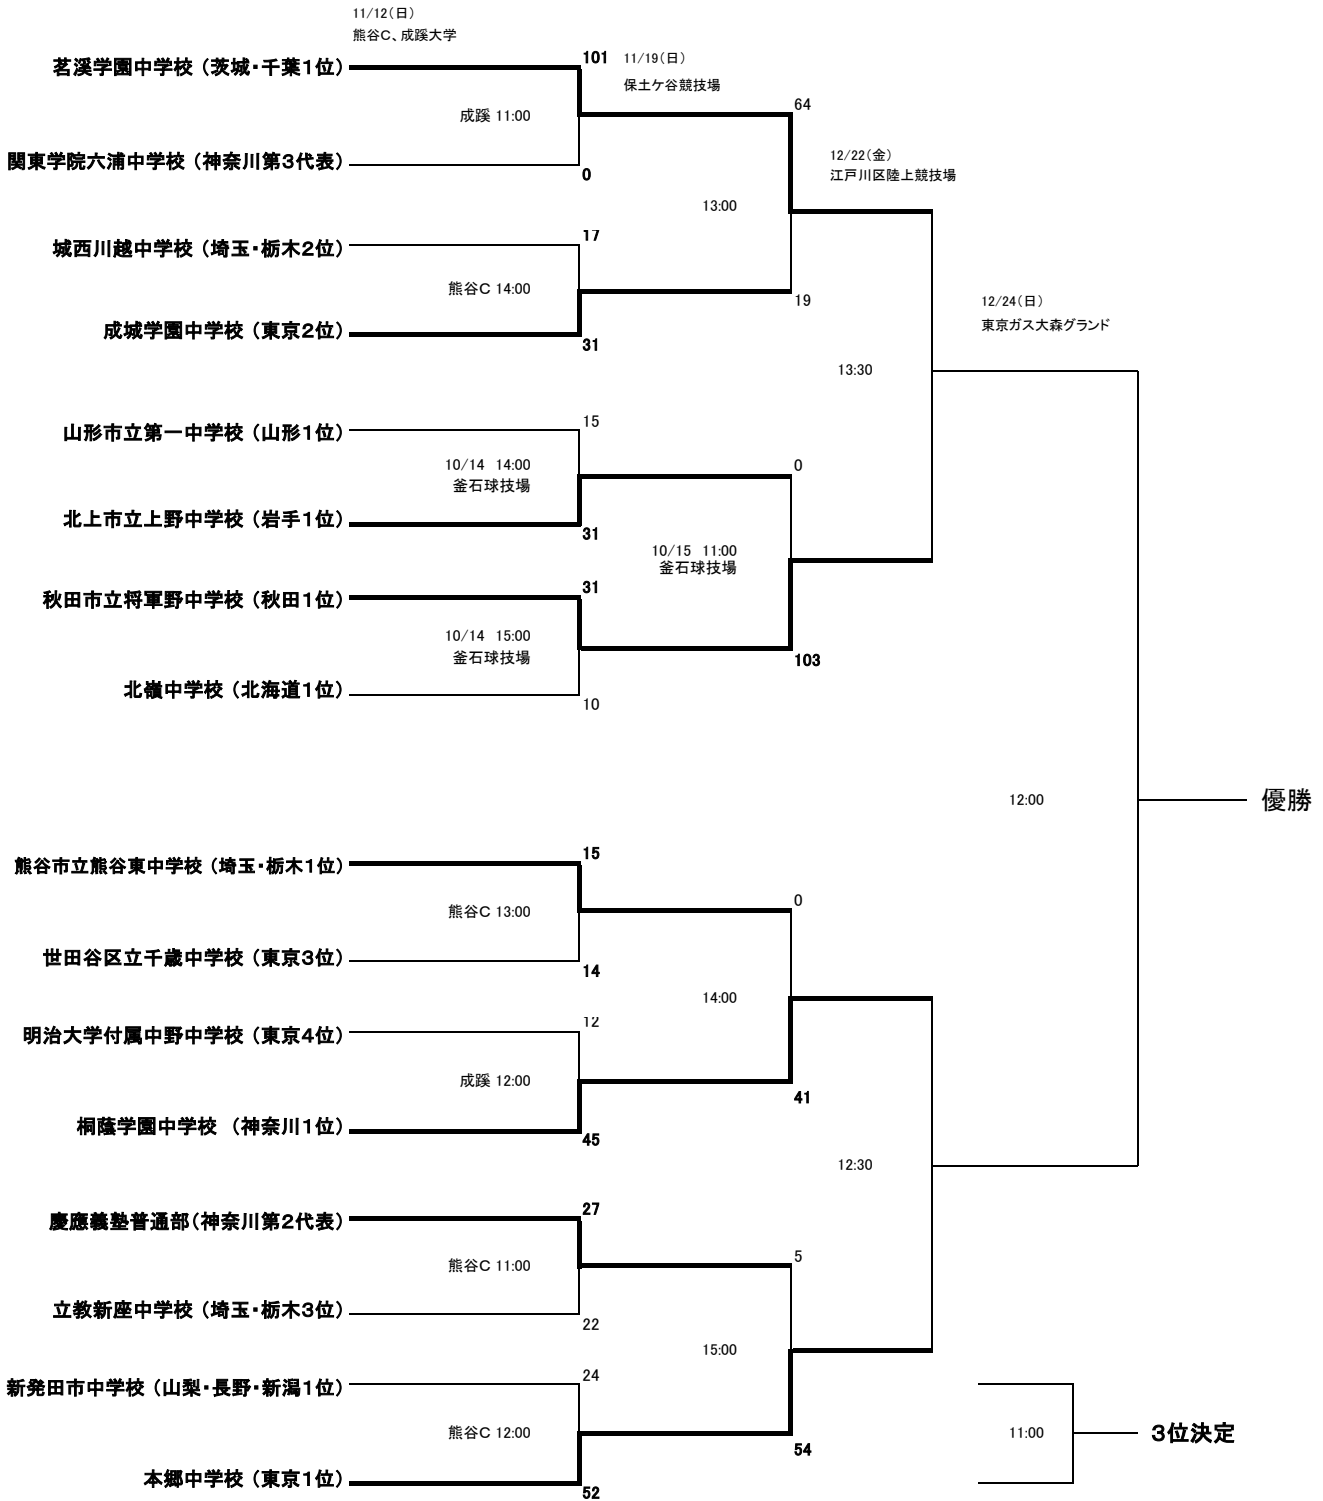 11/12(日)
熊谷C、成蹊大学
101
11/19(日)
茗溪学園中学校（茨城・千葉1位）
保土ケ谷競技場
64
成蹊 11:00
12/22(金)
関東学院六浦中学校（神奈川第3代表）
0
江戸川区陸上競技場
13:00
17
城西川越中学校（埼玉・栃木2位）
熊谷C 14:00
19
12/24(日)
成城学園中学校（東京2位）
東京ガス大森グランド
31
13:30
15
山形市立第一中学校（山形1位）
10/14 14:00
0
釜石球技場
北上市立上野中学校（岩手1位）
31
10/15 11:00
釜石球技場
31
秋田市立将軍野中学校（秋田1位）
10/14 15:00
釜石球技場
103
北嶺中学校（北海道1位）
10
12:00
優勝
15
熊谷市立熊谷東中学校（埼玉・栃木1位）
0
熊谷C 13:00
世田谷区立千歳中学校（東京3位）
14
14:00
12
明治大学付属中野中学校（東京4位）
成蹊 12:00
41
桐蔭学園中学校 （神奈川1位）
45
12:30
27
慶應義塾普通部（神奈川第2代表）
5
熊谷C 11:00
立教新座中学校（埼玉・栃木3位）
22
15:00
24
新発田市中学校（山梨・長野・新潟1位）
熊谷C 12:00
11:00
3位決定
54
本郷中学校（東京1位）
52